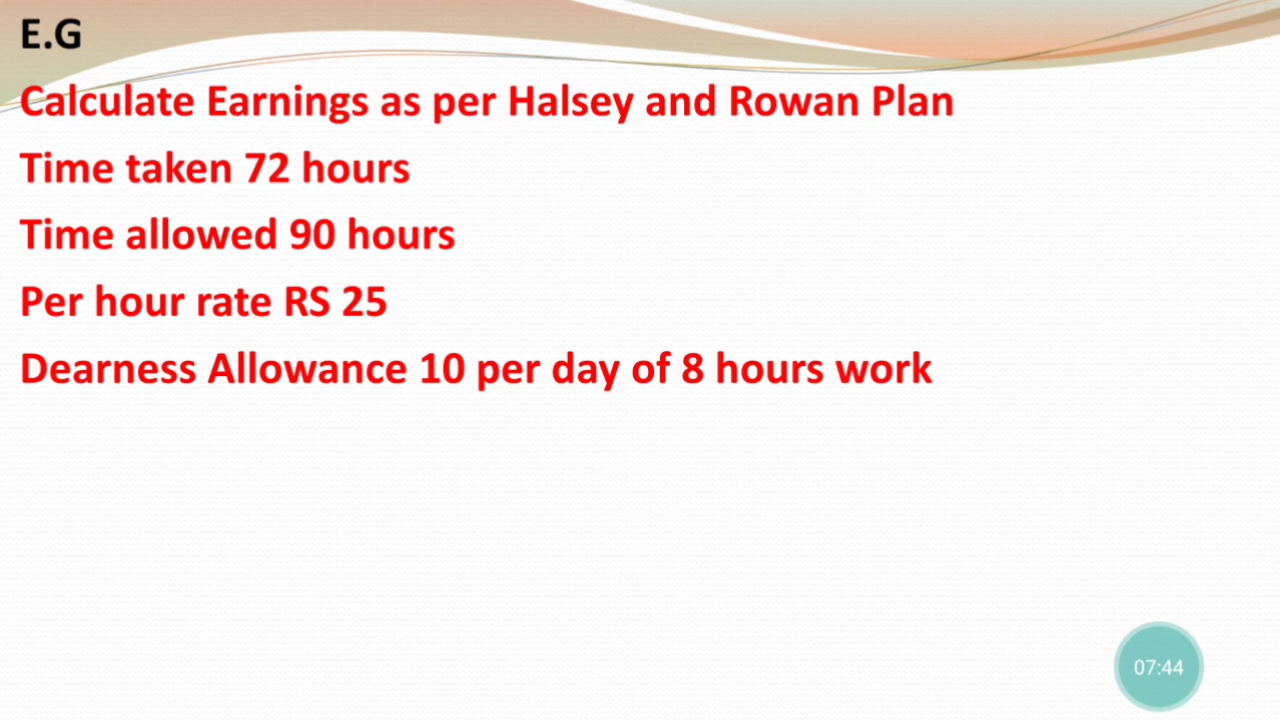 E.G
Calculate Earnings as per Halsey and Rowan Plan
Time taken 72 hours
Time allowed 90 hours
Per hour rate RS 25
Dearness Allowance 10 per day of 8 hours work
07:44